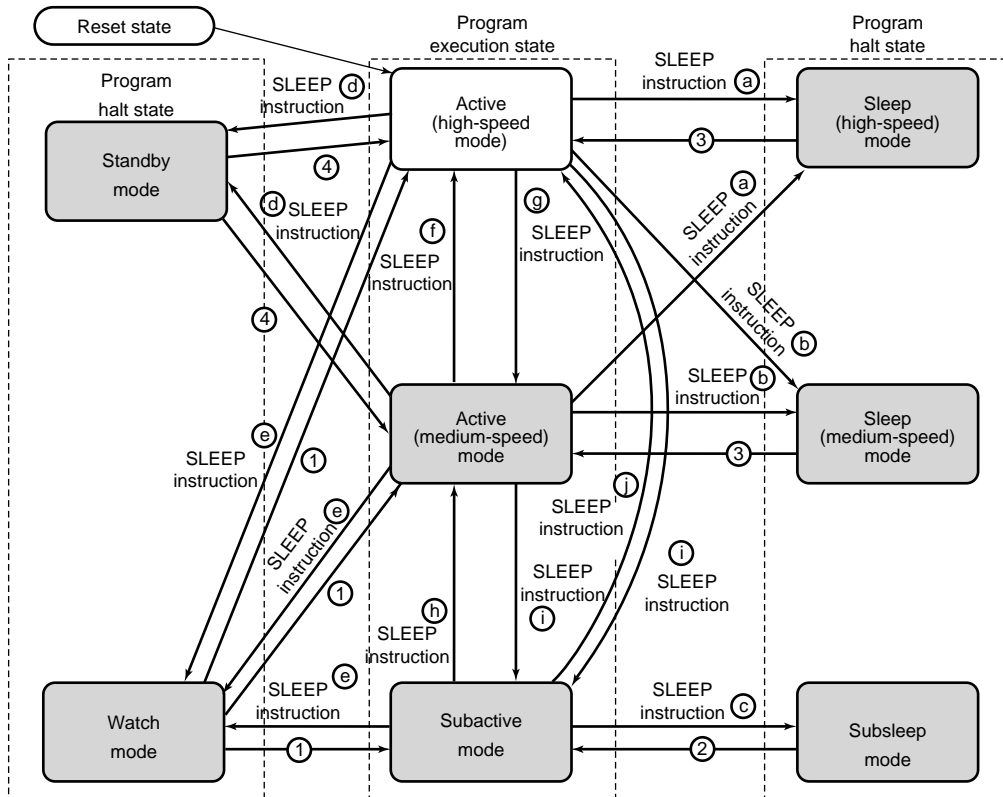 Reset state
Program
execution state
Program
halt state
Program
halt state
SLEEP
instruction
d
Active
(high-speed
mode)
SLEEP
instruction
a
Sleep
(high-speed)
mode
3
Standby
mode
4
d
SLEEP
instruction
f
SLEEP
instruction
g
SLEEP
instruction
a
SLEEP
instruction
SLEEP
instruction
b
4
Active
(medium-speed)
mode
SLEEP
instruction
b
Sleep
(medium-speed)
mode
3
e
SLEEP
instruction
1
e
SLEEP
instruction
1
j
SLEEP
instruction
i
SLEEP
instruction
h
SLEEP
instruction
SLEEP
instruction
i
SLEEP
instruction
e
Watch
mode
1
Subactive
mode
SLEEP
instruction
c
2
Subsleep
mode